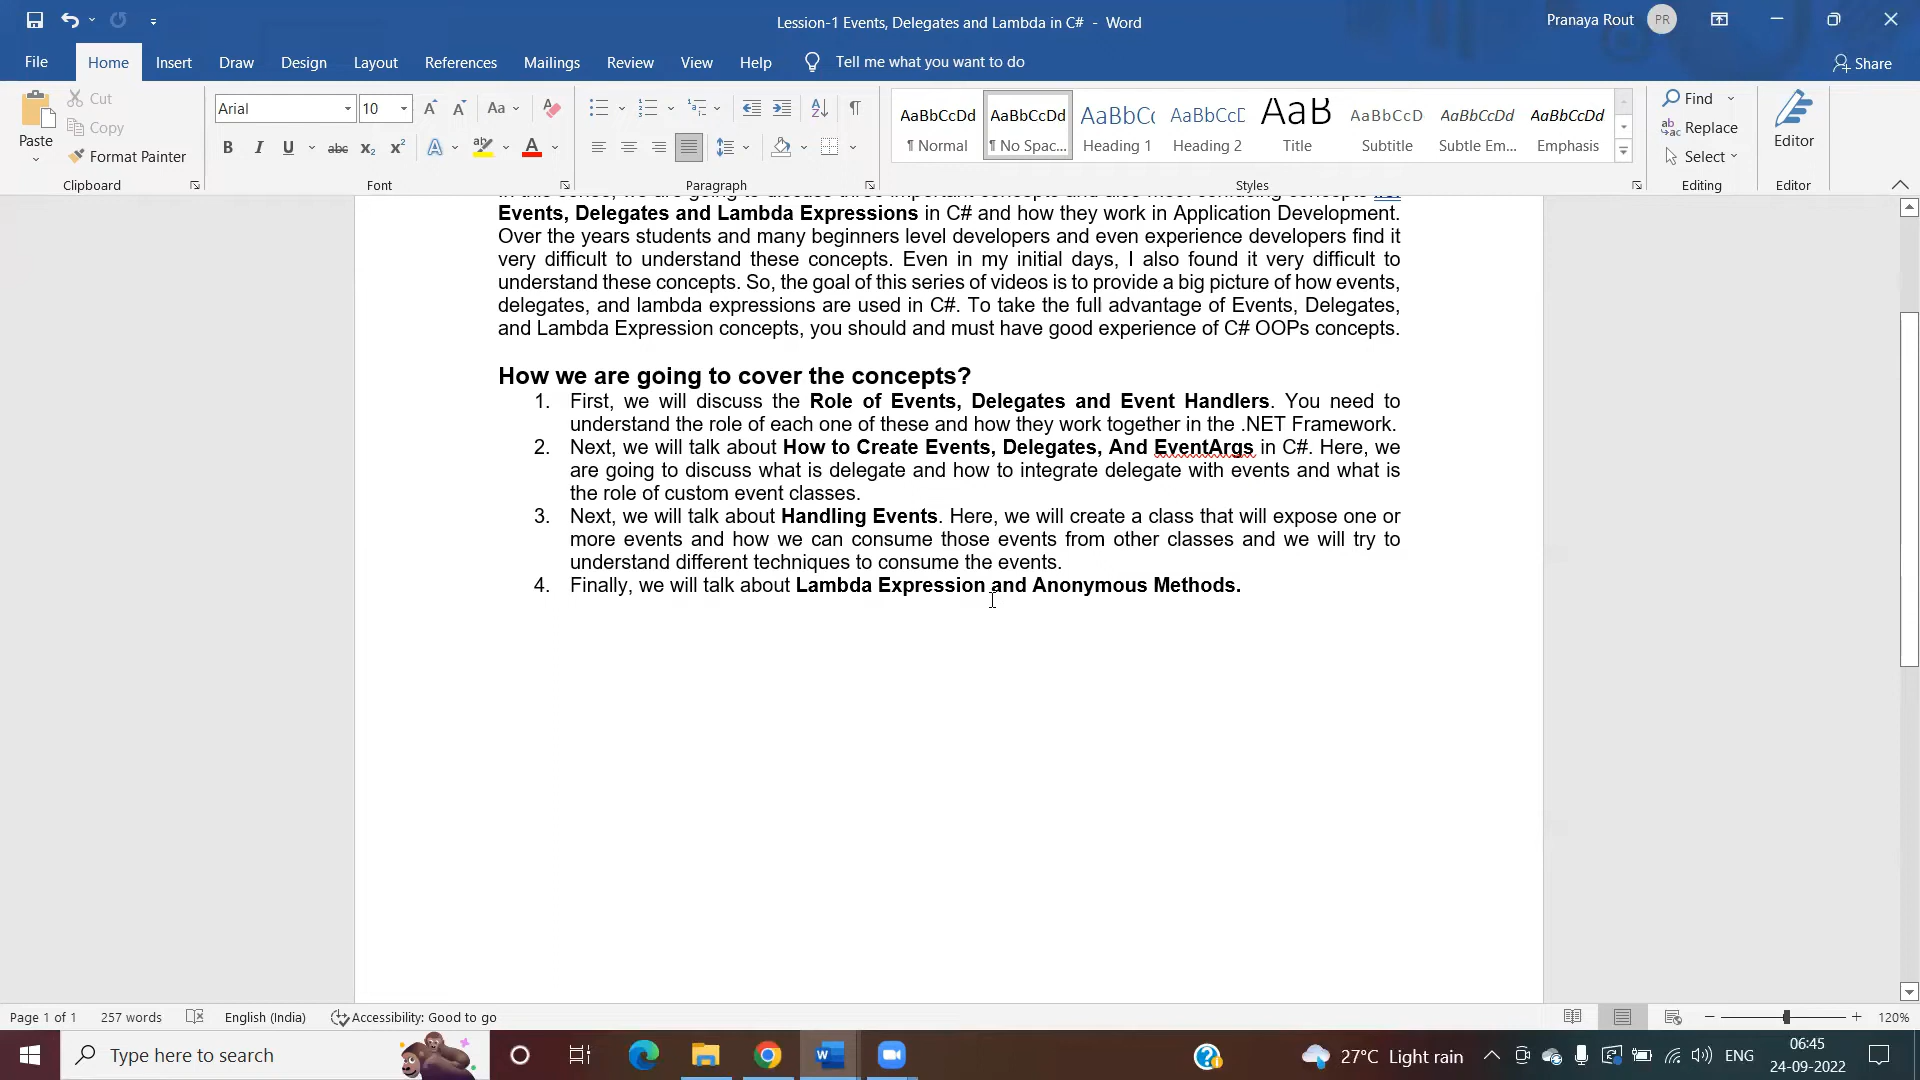 Lession-1 Events, Delegates and Lambda in C# - Word
Pranaya Rout PR
File Home Insert Draw Design Layout References Mailings Review View Help Tell me what you want to do Share
Paste
Cut
Copy
Format Painter
Clipboard
Arial 10
Font
Paragraph
AaBbCcDd ¶ Normal
AaBbCcDd ¶ No Spac...
AaBbC( Heading 1
AaBbCcC Heading 2
AaB Title
AaBbCcD Subtitle
AaBbCcDd Subtle Em...
AaBbCcDd Emphasis
Styles
Find
Replace
Select
Editing
Editor
Editor
Events, Delegates and Lambda Expressions in C# and how they work in Application Development.
Over the years students and many beginners level developers and even experience developers find it
very difficult to understand these concepts. Even in my initial days, I also found it very difficult to
understand these concepts. So, the goal of this series of videos is to provide a big picture of how events,
delegates, and lambda expressions are used in C#. To take the full advantage of Events, Delegates,
and Lambda Expression concepts, you should and must have good experience of C# OOPs concepts.
How we are going to cover the concepts?
1. First, we will discuss the Role of Events, Delegates and Event Handlers. You need to
understand the role of each one of these and how they work together in the .NET Framework.
2. Next, we will talk about How to Create Events, Delegates, And EventArgs in C#. Here, we
are going to discuss what is delegate and how to integrate delegate with events and what is
the role of custom event classes.
3. Next, we will talk about Handling Events. Here, we will create a class that will expose one or
more events and how we can consume those events from other classes and we will try to
understand different techniques to consume the events.
4. Finally, we will talk about Lambda Expression and Anonymous Methods.
Page 1 of 1 257 words English (India) Accessibility: Good to go 120%
Type here to search
27°C Light rain
ENG
06:45
24-09-2022